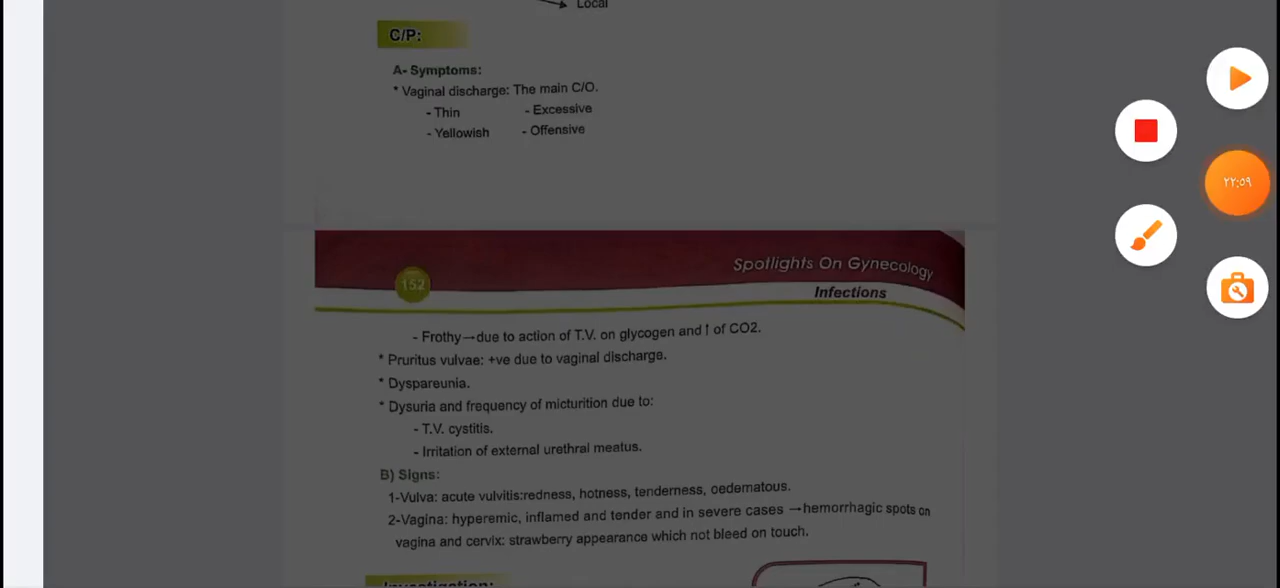 Local
C/P:
A- Symptoms:
* Vaginal discharge: The main C/O.
- Thin - Excessive
- Yellowish - Offensive
٢٢:٥٩
Spotlights On Gynecology
152
Infections
- Frothy→due to action of T.V. on glycogen and↑ of CO2.
* Pruritus vulvae: +ve due to vaginal discharge.
* Dyspareunia.
* Dysuria and frequency of micturition due to:
- T.V. cystitis.
- Irritation of external urethral meatus.
B) Signs:
1-Vulva: acute vulvitis:redness, hotness, tenderness, oedematous.
2-Vagina: hyperemic, inflamed and tender and in severe cases →hemorrhagic spots on
vagina and cervix: strawberry appearance which not bleed on touch.
Investigation: